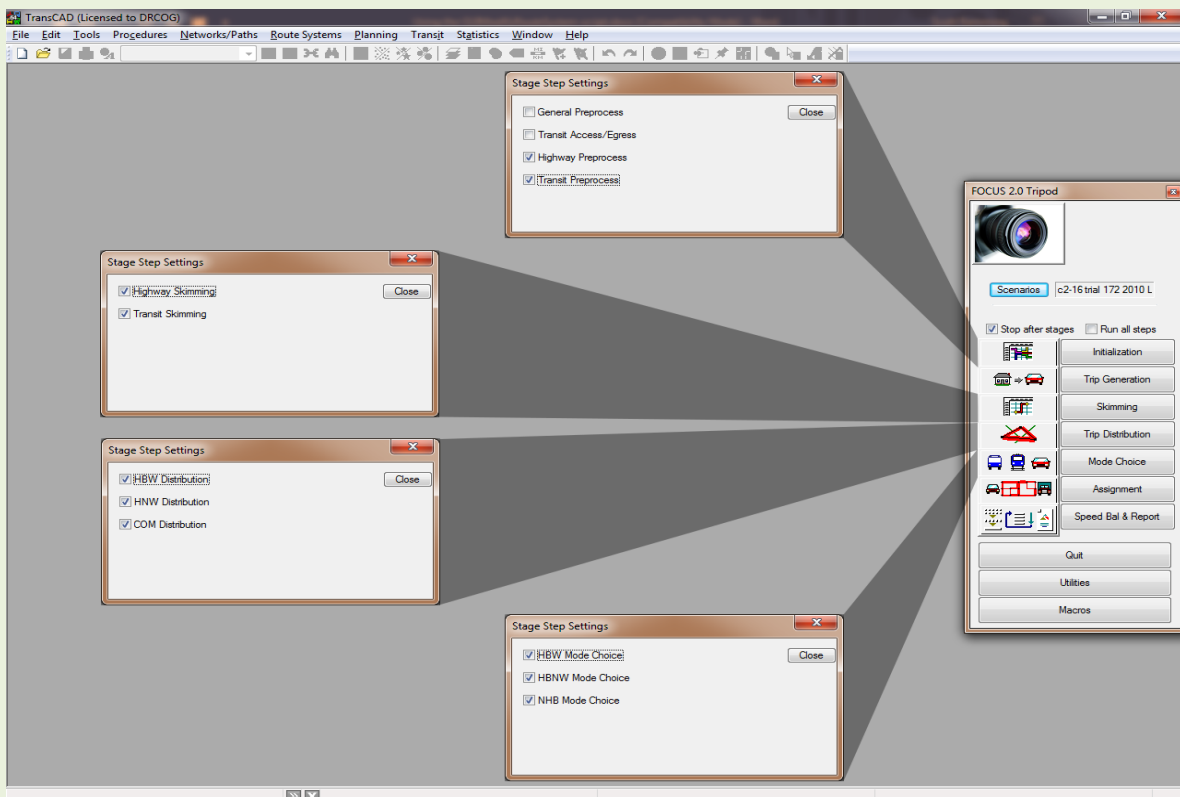 TransCAD (Licensed to DRCOG)
File Edit Tools Procedures Networks/Paths Route Systems Planning Transit Statistics Window Help
Stage Step Settings
General Preprocess
Close
Transit Access/Egress
Highway Preprocess
Transit Preprocess
Stage Step Settings
Highway Skimming
Close
Transit Skimming
Stage Step Settings
HBW Distribution
Close
HNW Distribution
COM Distribution
Stage Step Settings
HBW Mode Choice
Close
HBNW Mode Choice
NHB Mode Choice
FOCUS 2.0 Tripod
Scenarios c2-16 trial 172 2010 L
Stop after stages Run all steps
Initialization
Trip Generation
Skimming
Trip Distribution
Mode Choice
Assignment
Speed Bal & Report
Quit
Utilities
Macros